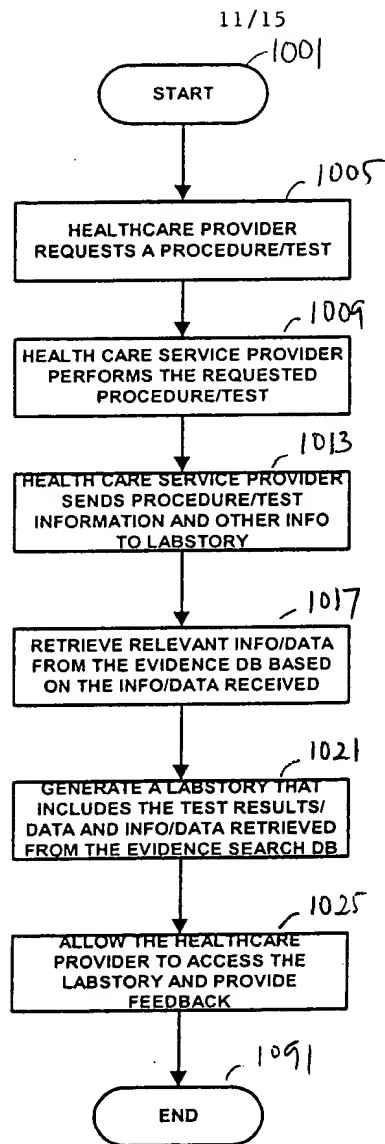 11/15
1001
START
1005
HEALTHCARE PROVIDER
REQUESTS A PROCEDURE/TEST
1009
HEALTH CARE SERVICE PROVIDER
PERFORMS THE REQUESTED
PROCEDURE/TEST
1013
HEALTH CARE SERVICE PROVIDER
SENDS PROCEDURE/TEST
INFORMATION AND OTHER INFO
TO LABSTORY
1017
RETRIEVE RELEVANT INFO/DATA
FROM THE EVIDENCE DB BASED
ON THE INFO/DATA RECEIVED
1021
GENERATE A LABSTORY THAT
INCLUDES THE TEST RESULTS/
DATA AND INFO/DATA RETRIEVED
FROM THE EVIDENCE SEARCH DB
1025
ALLOW THE HEALTHCARE
PROVIDER TO ACCESS THE
LABSTORY AND PROVIDE
FEEDBACK
1091
END